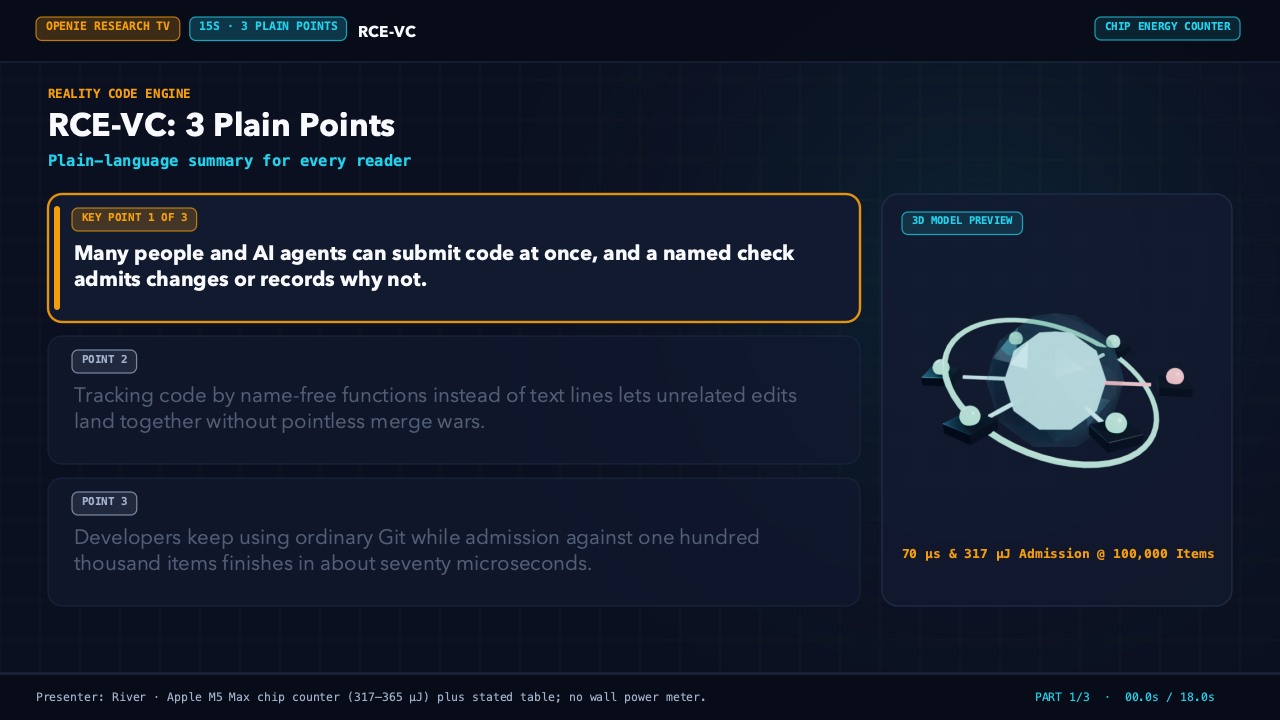 OPENIE RESEARCH TV
15S · 3 PLAIN POINTS
RCE-VC
CHIP ENERGY COUNTER
REALITY CODE ENGINE
RCE-VC: 3 Plain Points
Plain-language summary for every reader
KEY POINT 1 OF 3
Many people and AI agents can submit code at once, and a named check
admits changes or records why not.
POINT 2
Tracking code by name-free functions instead of text lines lets unrelated edits
land together without pointless merge wars.
POINT 3
Developers keep using ordinary Git while admission against one hundred
thousand items finishes in about seventy microseconds.
3D MODEL PREVIEW
70 µs & 317 µJ Admission @ 100,000 Items
Presenter: River · Apple M5 Max chip counter (317–365 µJ) plus stated table; no wall power meter.
PART 1/3 · 00.0s / 18.0s